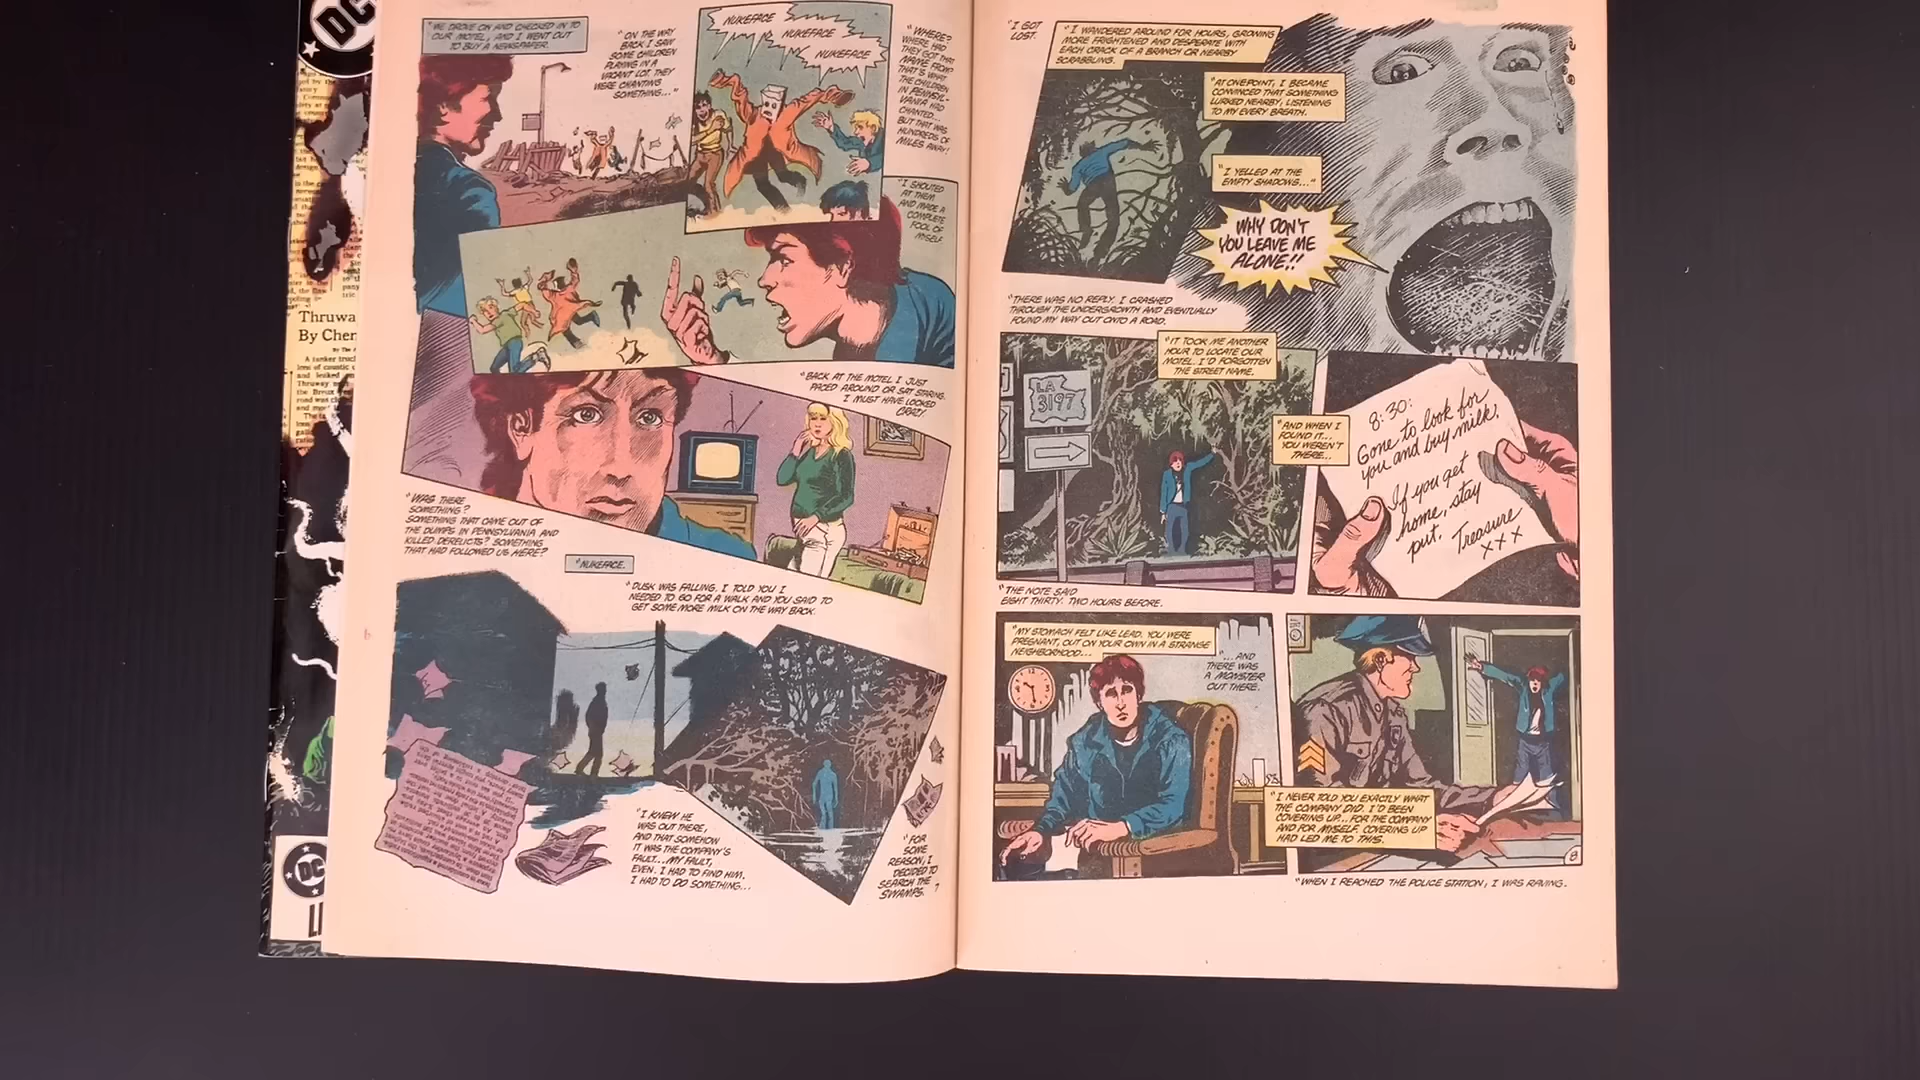 DC
Thruwa
By Chem
A tanker truck
DC
"WE DROVE ON AND CHECKED IN TO
OUR MOTEL, AND I WENT OUT
TO BUY A NEWSPAPER.
"ON THE WAY
BACK I SAW
SOME CHILDREN
PLAYING IN A
VACANT LOT. THEY
WERE CHANTING
SOMETHING..."
NUKEFACE
NUKEFACE
NUKEFACE
"WHERE?
WHERE HAD
THEY GOT THAT
NAME FROM?
THAT'S WHAT
THE CHILDREN
IN PENNSYL-
VANIA HAD
CHANTED...
BUT THAT WAS
HUNDREDS OF
MILES AWAY!
"I SHOUTED
AT THEM
AND MADE A
COMPLETE
FOOL OF
MYSELF.
"BACK AT THE MOTEL I JUST
PACED AROUND OR SAT STARING.
I MUST HAVE LOOKED
CRAZY.
"WAS THERE
SOMETHING?
SOMETHING THAT CAME OUT OF
THE DUMPS IN PENNSYLVANIA AND
KILLED DERELICTS? SOMETHING
THAT HAD FOLLOWED US HERE?
"NUKEFACE.
"DUSK WAS FALLING. I TOLD YOU I
NEEDED TO GO FOR A WALK AND YOU SAID TO
GET SOME MORE MILK ON THE WAY BACK.
"I KNEW HE
WAS OUT THERE,
AND THAT SOMEHOW
IT WAS THE COMPANY'S
FAULT...MY FAULT,
EVEN. I HAD TO FIND HIM.
I HAD TO DO SOMETHING...
"FOR
SOME
REASON, I
DECIDED TO
SEARCH THE
SWAMPS.
7
"I GOT
LOST.
"I WANDERED AROUND FOR HOURS, GROWING
MORE FRIGHTENED AND DESPERATE WITH
EACH CRACK OF A BRANCH OR NEARBY
SCRABBLING.
"AT ONE POINT, I BECAME
CONVINCED THAT SOMETHING
LURKED NEARBY, LISTENING
TO MY EVERY BREATH.
"I YELLED AT THE
EMPTY SHADOWS..."
WHY DON'T
YOU LEAVE ME
ALONE!!
"THERE WAS NO REPLY. I CRASHED
THROUGH THE UNDERGROWTH AND EVENTUALLY
FOUND MY WAY OUT ONTO A ROAD.
"IT TOOK ME ANOTHER
HOUR TO LOCATE OUR
MOTEL. I'D FORGOTTEN
THE STREET NAME.
LA
3197
"AND WHEN I
FOUND IT...
YOU WEREN'T
THERE...
8:30:
Gone to look for
you and buy milk.
If you get
home, stay
put. Treasure
xxx
"THE NOTE SAID
EIGHT THIRTY. TWO HOURS BEFORE.
"MY STOMACH FELT LIKE LEAD. YOU WERE
PREGNANT, OUT ON YOUR OWN IN A STRANGE
NEIGHBORHOOD...
"...AND
THERE WAS
A MONSTER
OUT THERE.
"I NEVER TOLD YOU EXACTLY WHAT
THE COMPANY DID. I'D BEEN
COVERING UP... FOR THE COMPANY
AND FOR MYSELF. COVERING UP
HAD LED ME TO THIS.
8
"WHEN I REACHED THE POLICE STATION, I WAS RAVING.